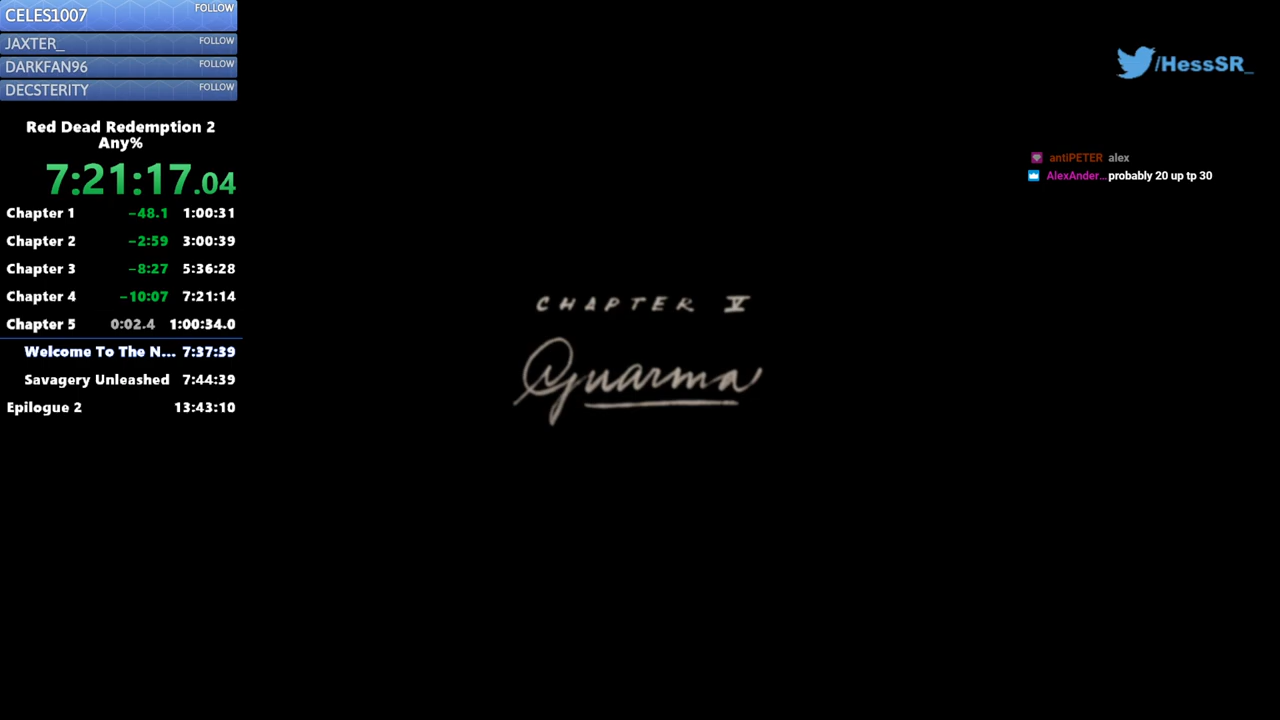 CELES1007 FOLLOW
JAXTER_ FOLLOW
DARKFAN96 FOLLOW
DECSTERITY FOLLOW
Red Dead Redemption 2
Any%
7:21:17.04
Chapter 1 -48.1 1:00:31
Chapter 2 -2:59 3:00:39
Chapter 3 -8:27 5:36:28
Chapter 4 -10:07 7:21:14
Chapter 5 0:02.4 1:00:34.0
Welcome To The N... 7:37:39
Savagery Unleashed 7:44:39
Epilogue 2 13:43:10
/HessSR_
antiPETER alex
AlexAnder... probably 20 up tp 30
CHAPTER V
Guarma